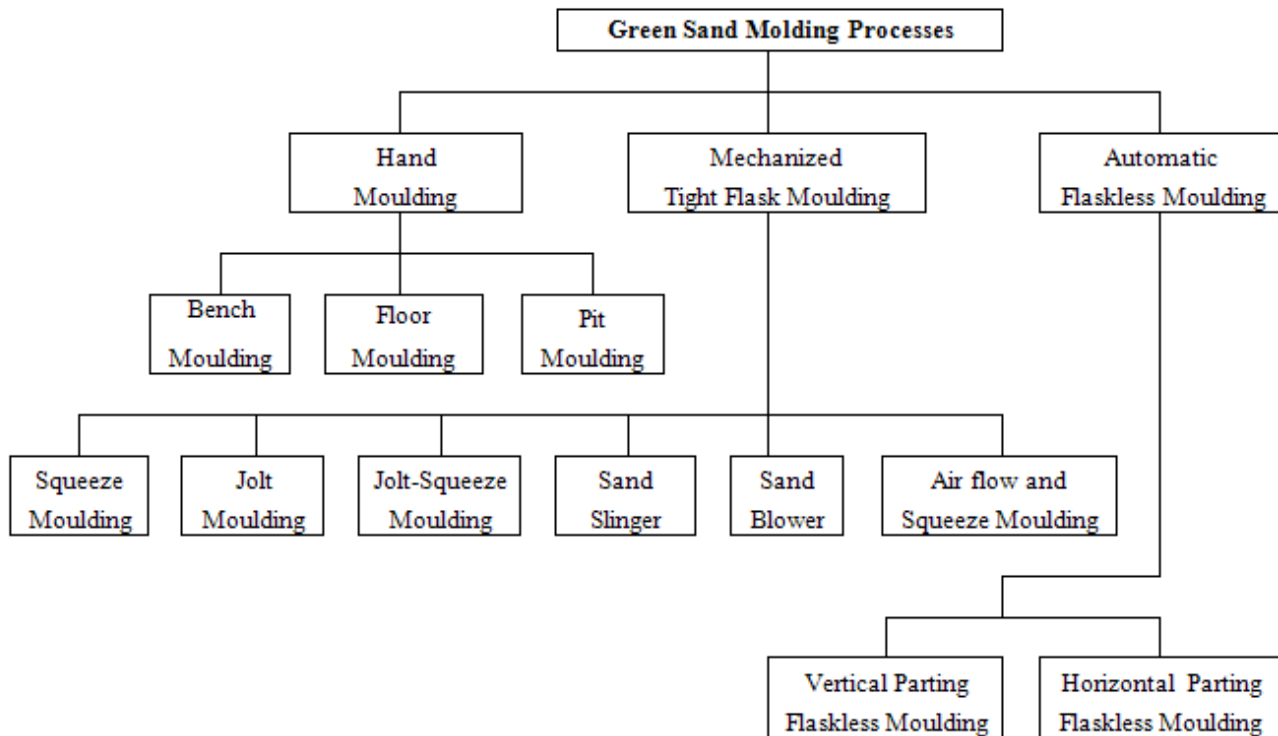 Green Sand Molding Processes
Hand
Moulding
Mechanized
Tight Flask Moulding
Automatic
Flaskless Moulding
Bench
Moulding
Floor
Moulding
Pit
Moulding
Squeeze
Moulding
Jolt
Moulding
Jolt-Squeeze
Moulding
Sand
Slinger
Sand
Blower
Air flow and
Squeeze Moulding
Vertical Parting
Flaskless Moulding
Horizontal Parting
Flaskless Moulding